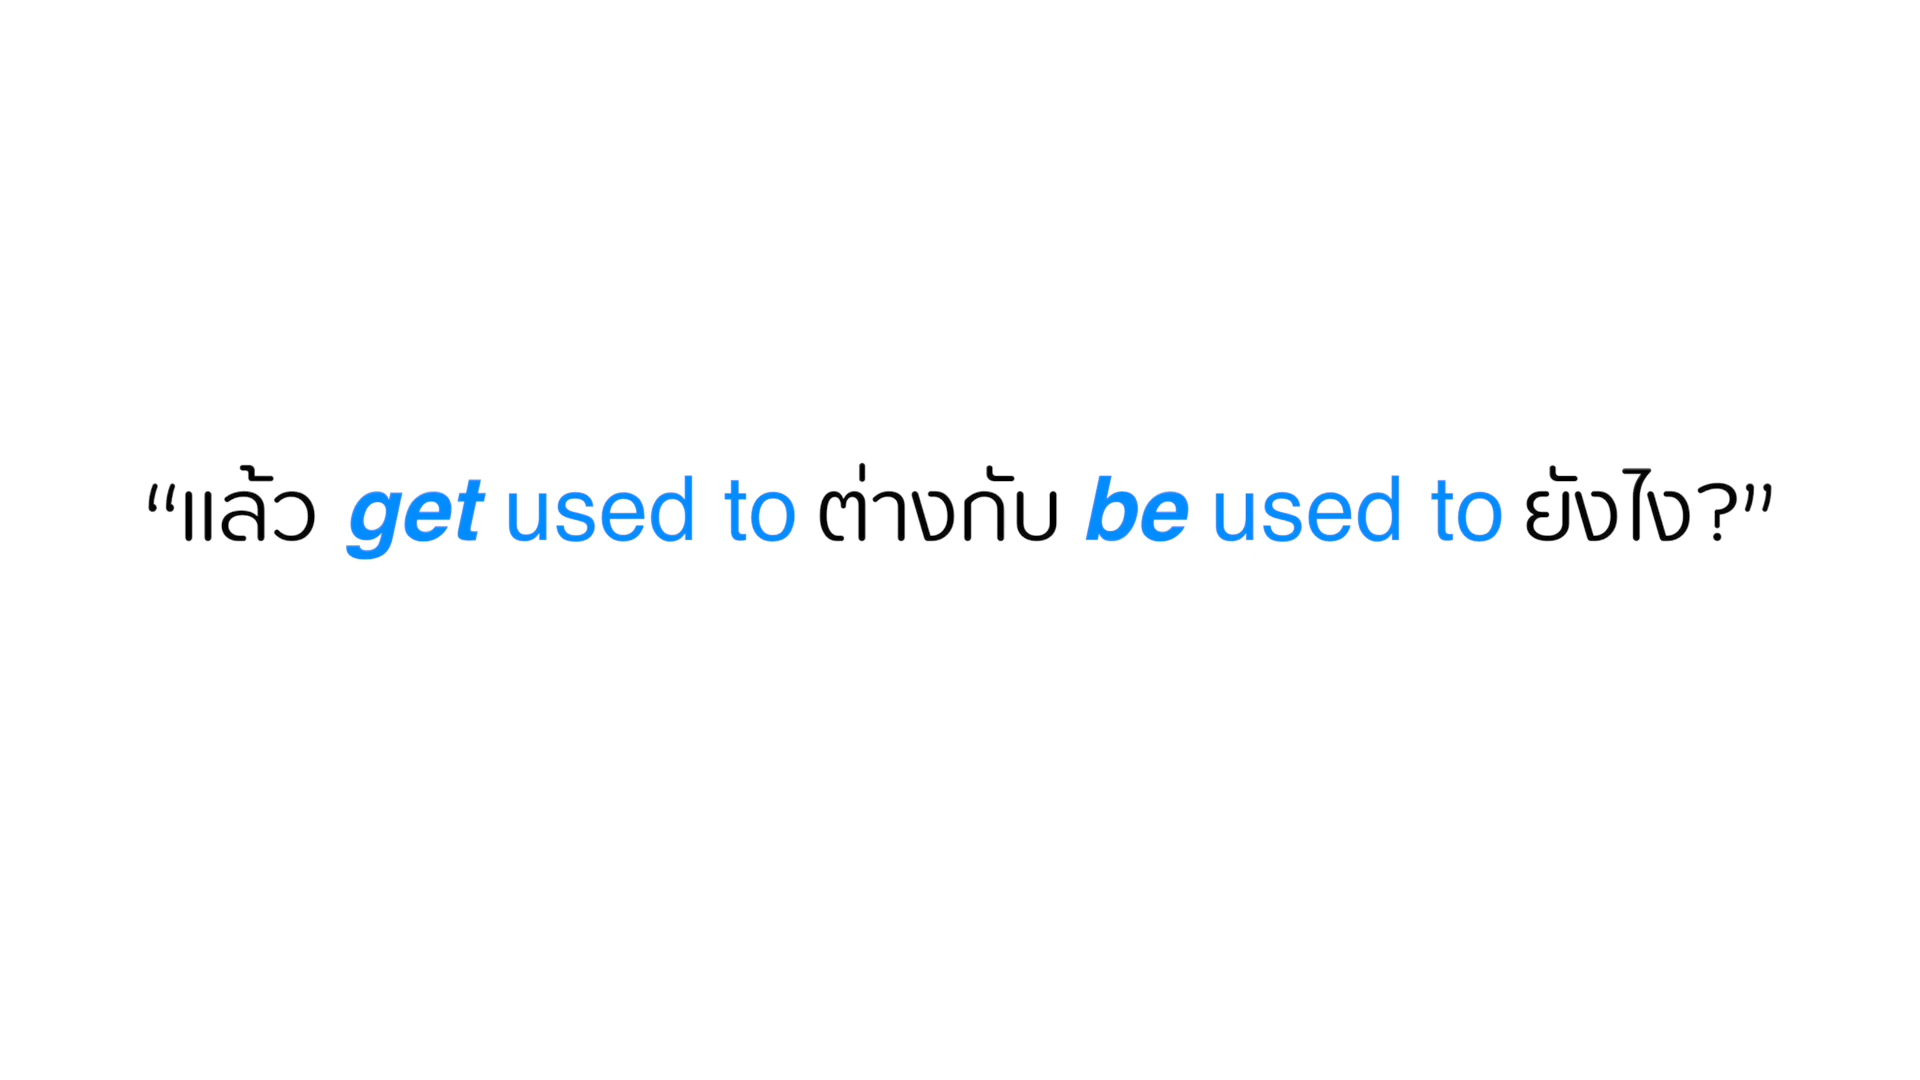 “แล้ว get used to ต่างกับ be used to ยังไง?”